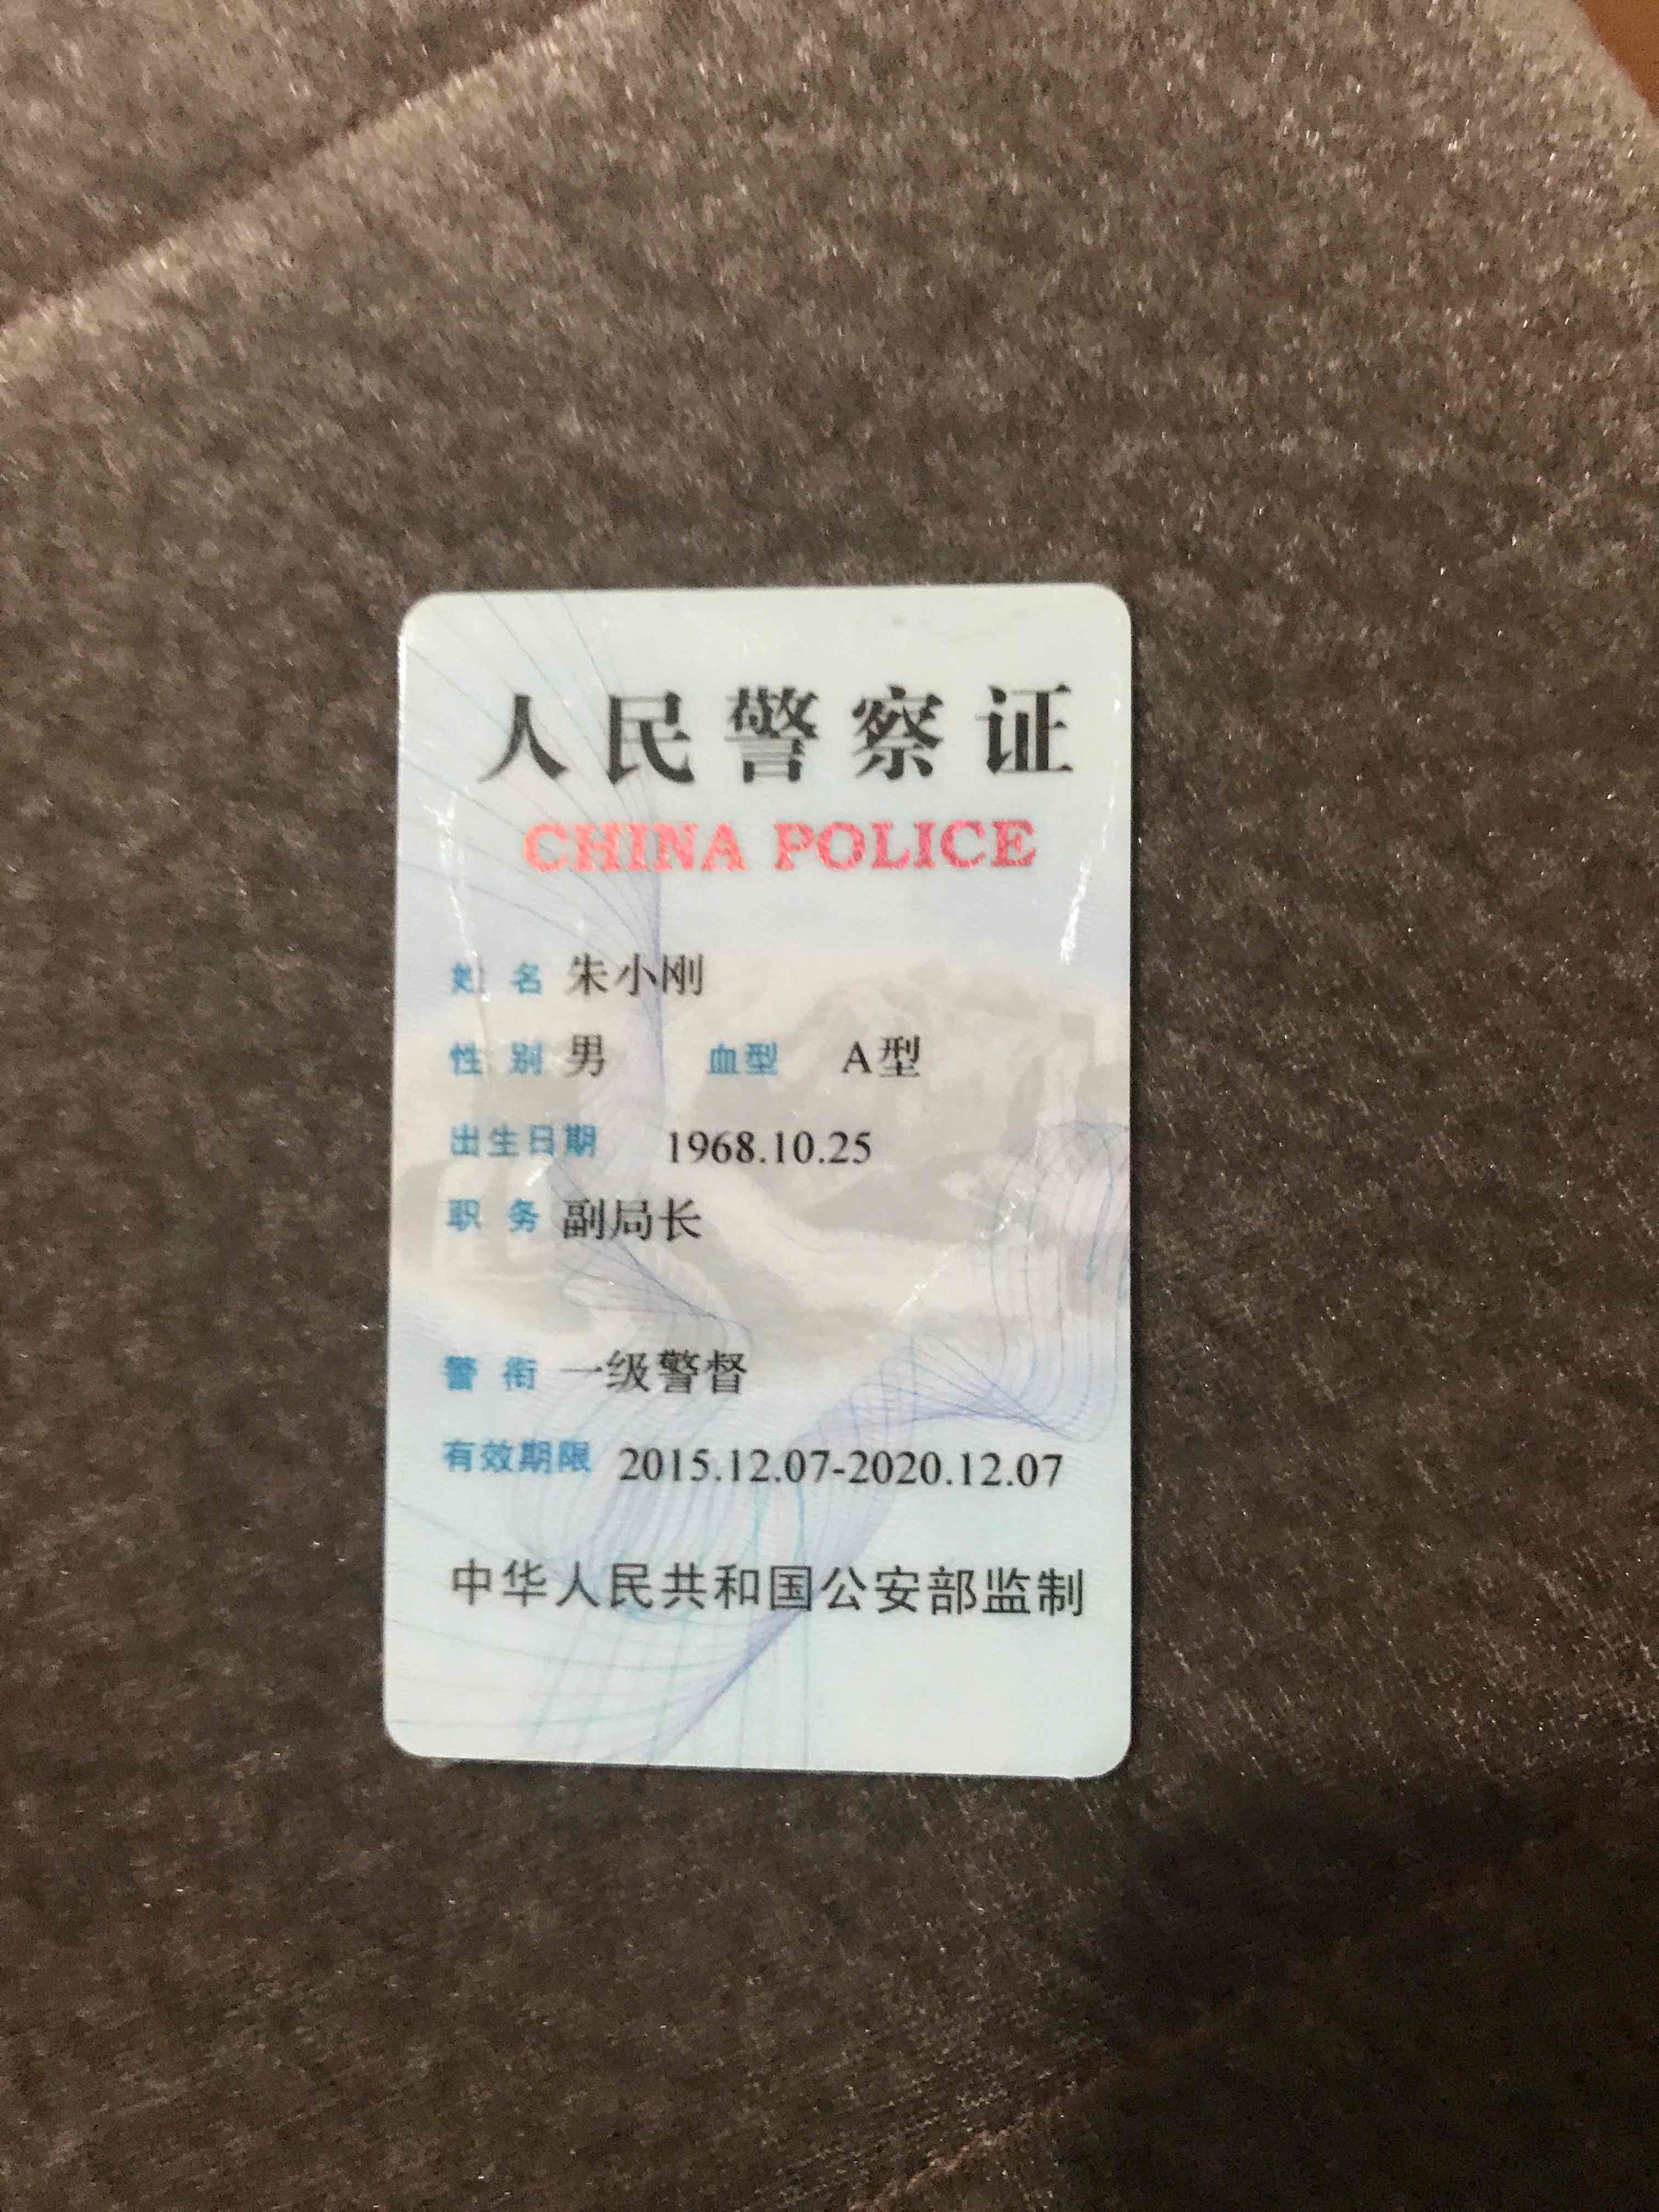 人民警察证
CHINA POLICE
姓 名 朱小刚
性 别 男 血型 A型
出生日期 1968.10.25
职 务 副局长
警 衔 一级警督
有效期限 2015.12.07-2020.12.07
中华人民共和国公安部监制